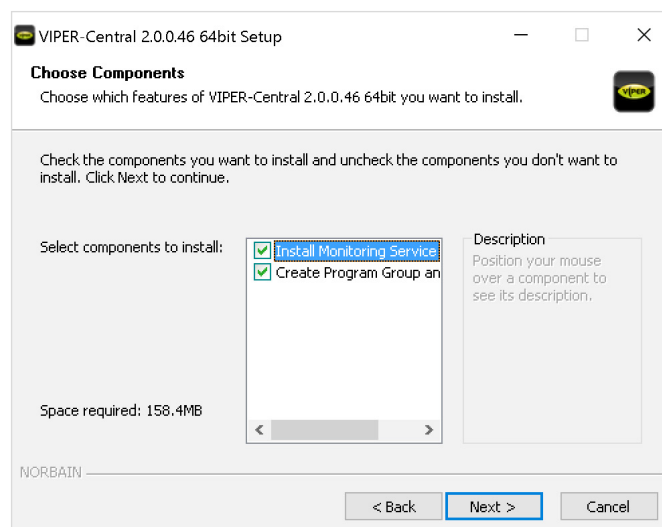 VIPER-Central 2.0.0.46 64bit Setup
Choose Components
Choose which features of VIPER-Central 2.0.0.46 64bit you want to install.
VIPER
Check the components you want to install and uncheck the components you don't want to
install. Click Next to continue.
Select components to install:
Install Monitoring Service
Create Program Group an
Description
Position your mouse
over a component to
see its description.
Space required: 158.4MB
NORBAIN
< Back
Next >
Cancel